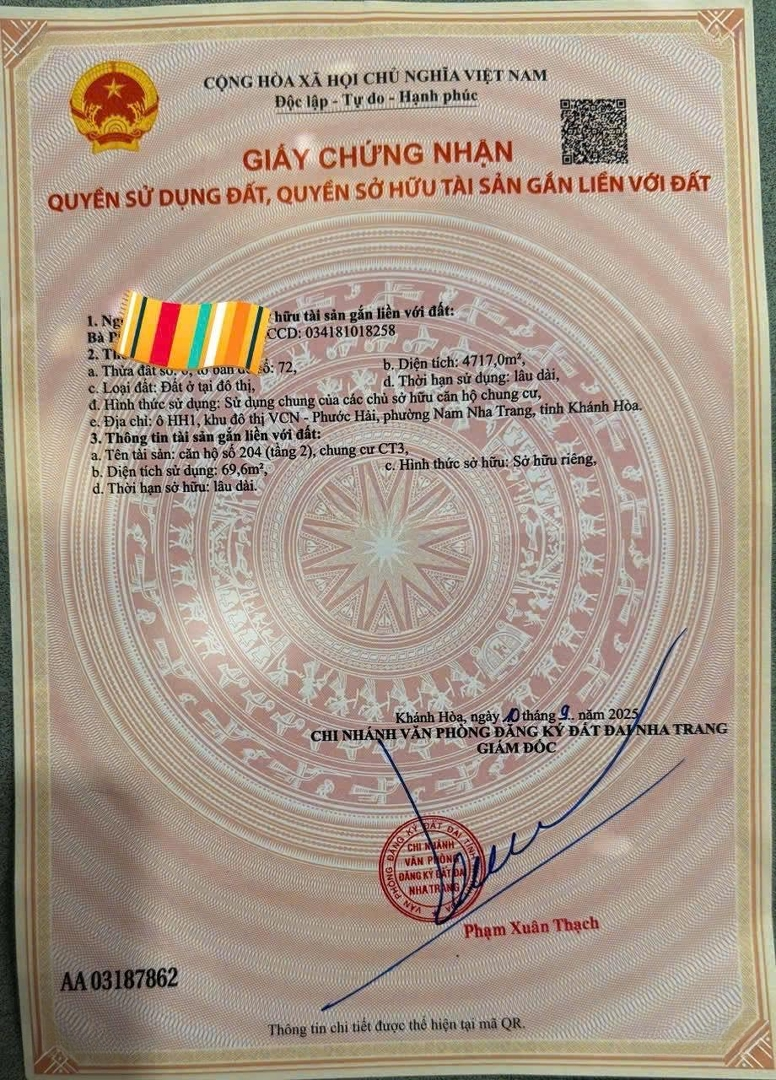 CỘNG HÒA XÃ HỘI CHỦ NGHĨA VIỆT NAM
Độc lập - Tự do - Hạnh phúc
GIẤY CHỨNG NHẬN
QUYỀN SỬ DỤNG ĐẤT, QUYỀN SỞ HỮU TÀI SẢN GẮN LIỀN VỚI ĐẤT
1. hữu tài sản gắn liền với đất:
Bà CCD: 034181018258
2.
a. Thửa đất số: 72, b. Diện tích: 4717,0m²,
c. Loại đất: Đất ở tại đô thị, d. Thời hạn sử dụng: lâu dài,
đ. Hình thức sử dụng: Sử dụng chung của các chủ sở hữu căn hộ chung cư,
e. Địa chỉ: ô HH1, khu đô thị VCN - Phước Hải, phường Nam Nha Trang, tỉnh Khánh Hòa.
3. Thông tin tài sản gắn liền với đất:
a. Tên tài sản: căn hộ số 204 (tầng 2), chung cư CT3,
b. Diện tích sử dụng: 69,6m², c. Hình thức sở hữu: Sở hữu riêng,
d. Thời hạn sở hữu: lâu dài.
Khánh Hòa, ngày 10 tháng 9 năm 2025
CHI NHÁNH VĂN PHÒNG ĐĂNG KÝ ĐẤT ĐAI NHA TRANG
GIÁM ĐỐC
VĂN PHÒNG ĐĂNG KÝ ĐẤT ĐAI TỈNH
CHI NHÁNH
VĂN PHÒNG
ĐĂNG KÝ ĐẤT ĐAI
NHA TRANG
Phạm Xuân Thạch
AA 03187862
Thông tin chi tiết được thể hiện tại mã QR.